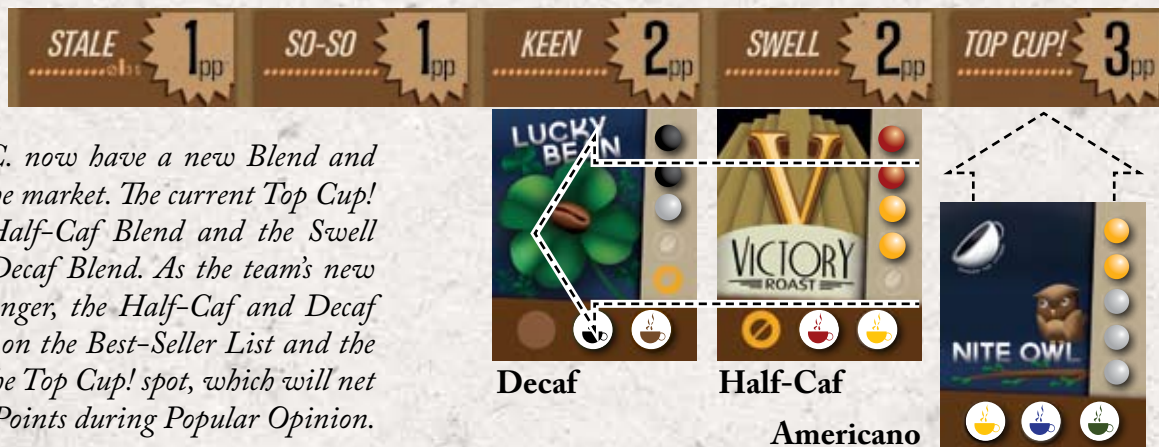 STALE 1pp SO-SO 1pp KEEN 2pp SWELL 2pp TOP CUP! 3pp
C. now have a new Blend and
market. The current Top Cup!
Half-Caf Blend and the Swell
Decaf Blend. As the team's new
the Half-Caf and Decaf
on the Best-Seller List and the
Top Cup! spot, which will net
Points during Popular Opinion.
LUCKY
BEAN
VICTORY
ROAST
NITE OWL
Decaf
Half-Caf
Americano